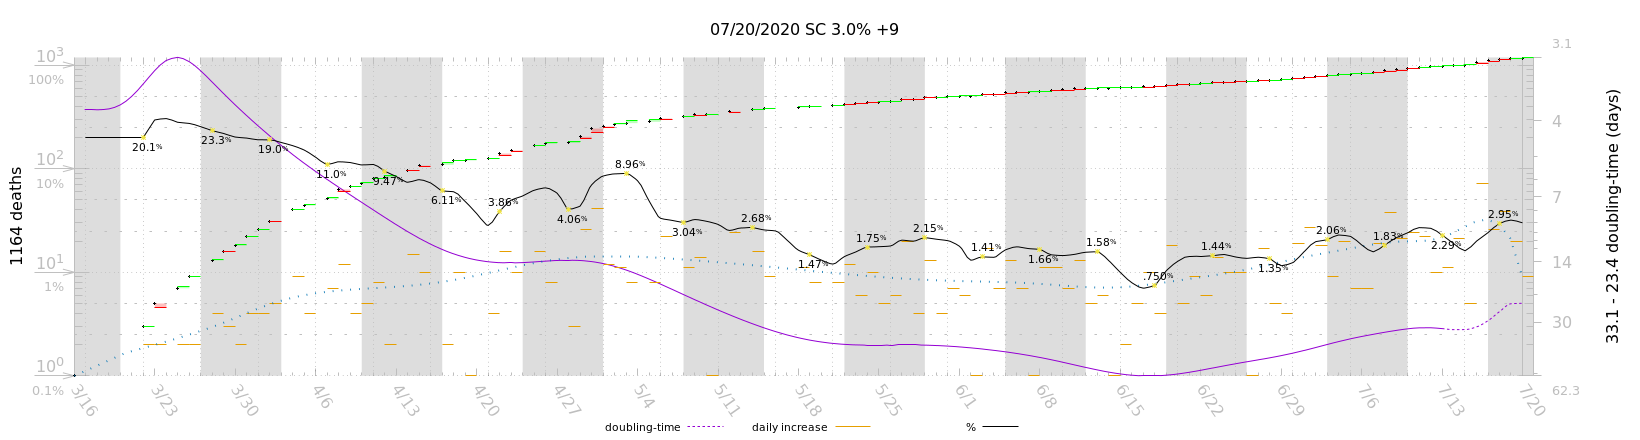 07/20/2020 SC 3.0% +9
10³ 3.1
100%
4
20.1% 23.3% 19.0%
10² 8.96%
10% 11.0% 9.47% 7
6.11% 3.86% 4.06% 2.68% 2.15% 2.95%
3.04% 1.75% 2.06% 1.83%
1.47% 1.41% 1.66% 1.58% 1.44% 2.29%
10¹ 1.35% 14
1% .750%
30
10⁰
0.1% 62.3
1164 deaths
33.1 - 23.4 doubling-time (days)
3/16 3/23 3/30 4/6 4/13 4/20 4/27 5/4 5/11 5/18 5/25 6/1 6/8 6/15 6/22 6/29 7/6 7/13 7/20
doubling-time daily increase %